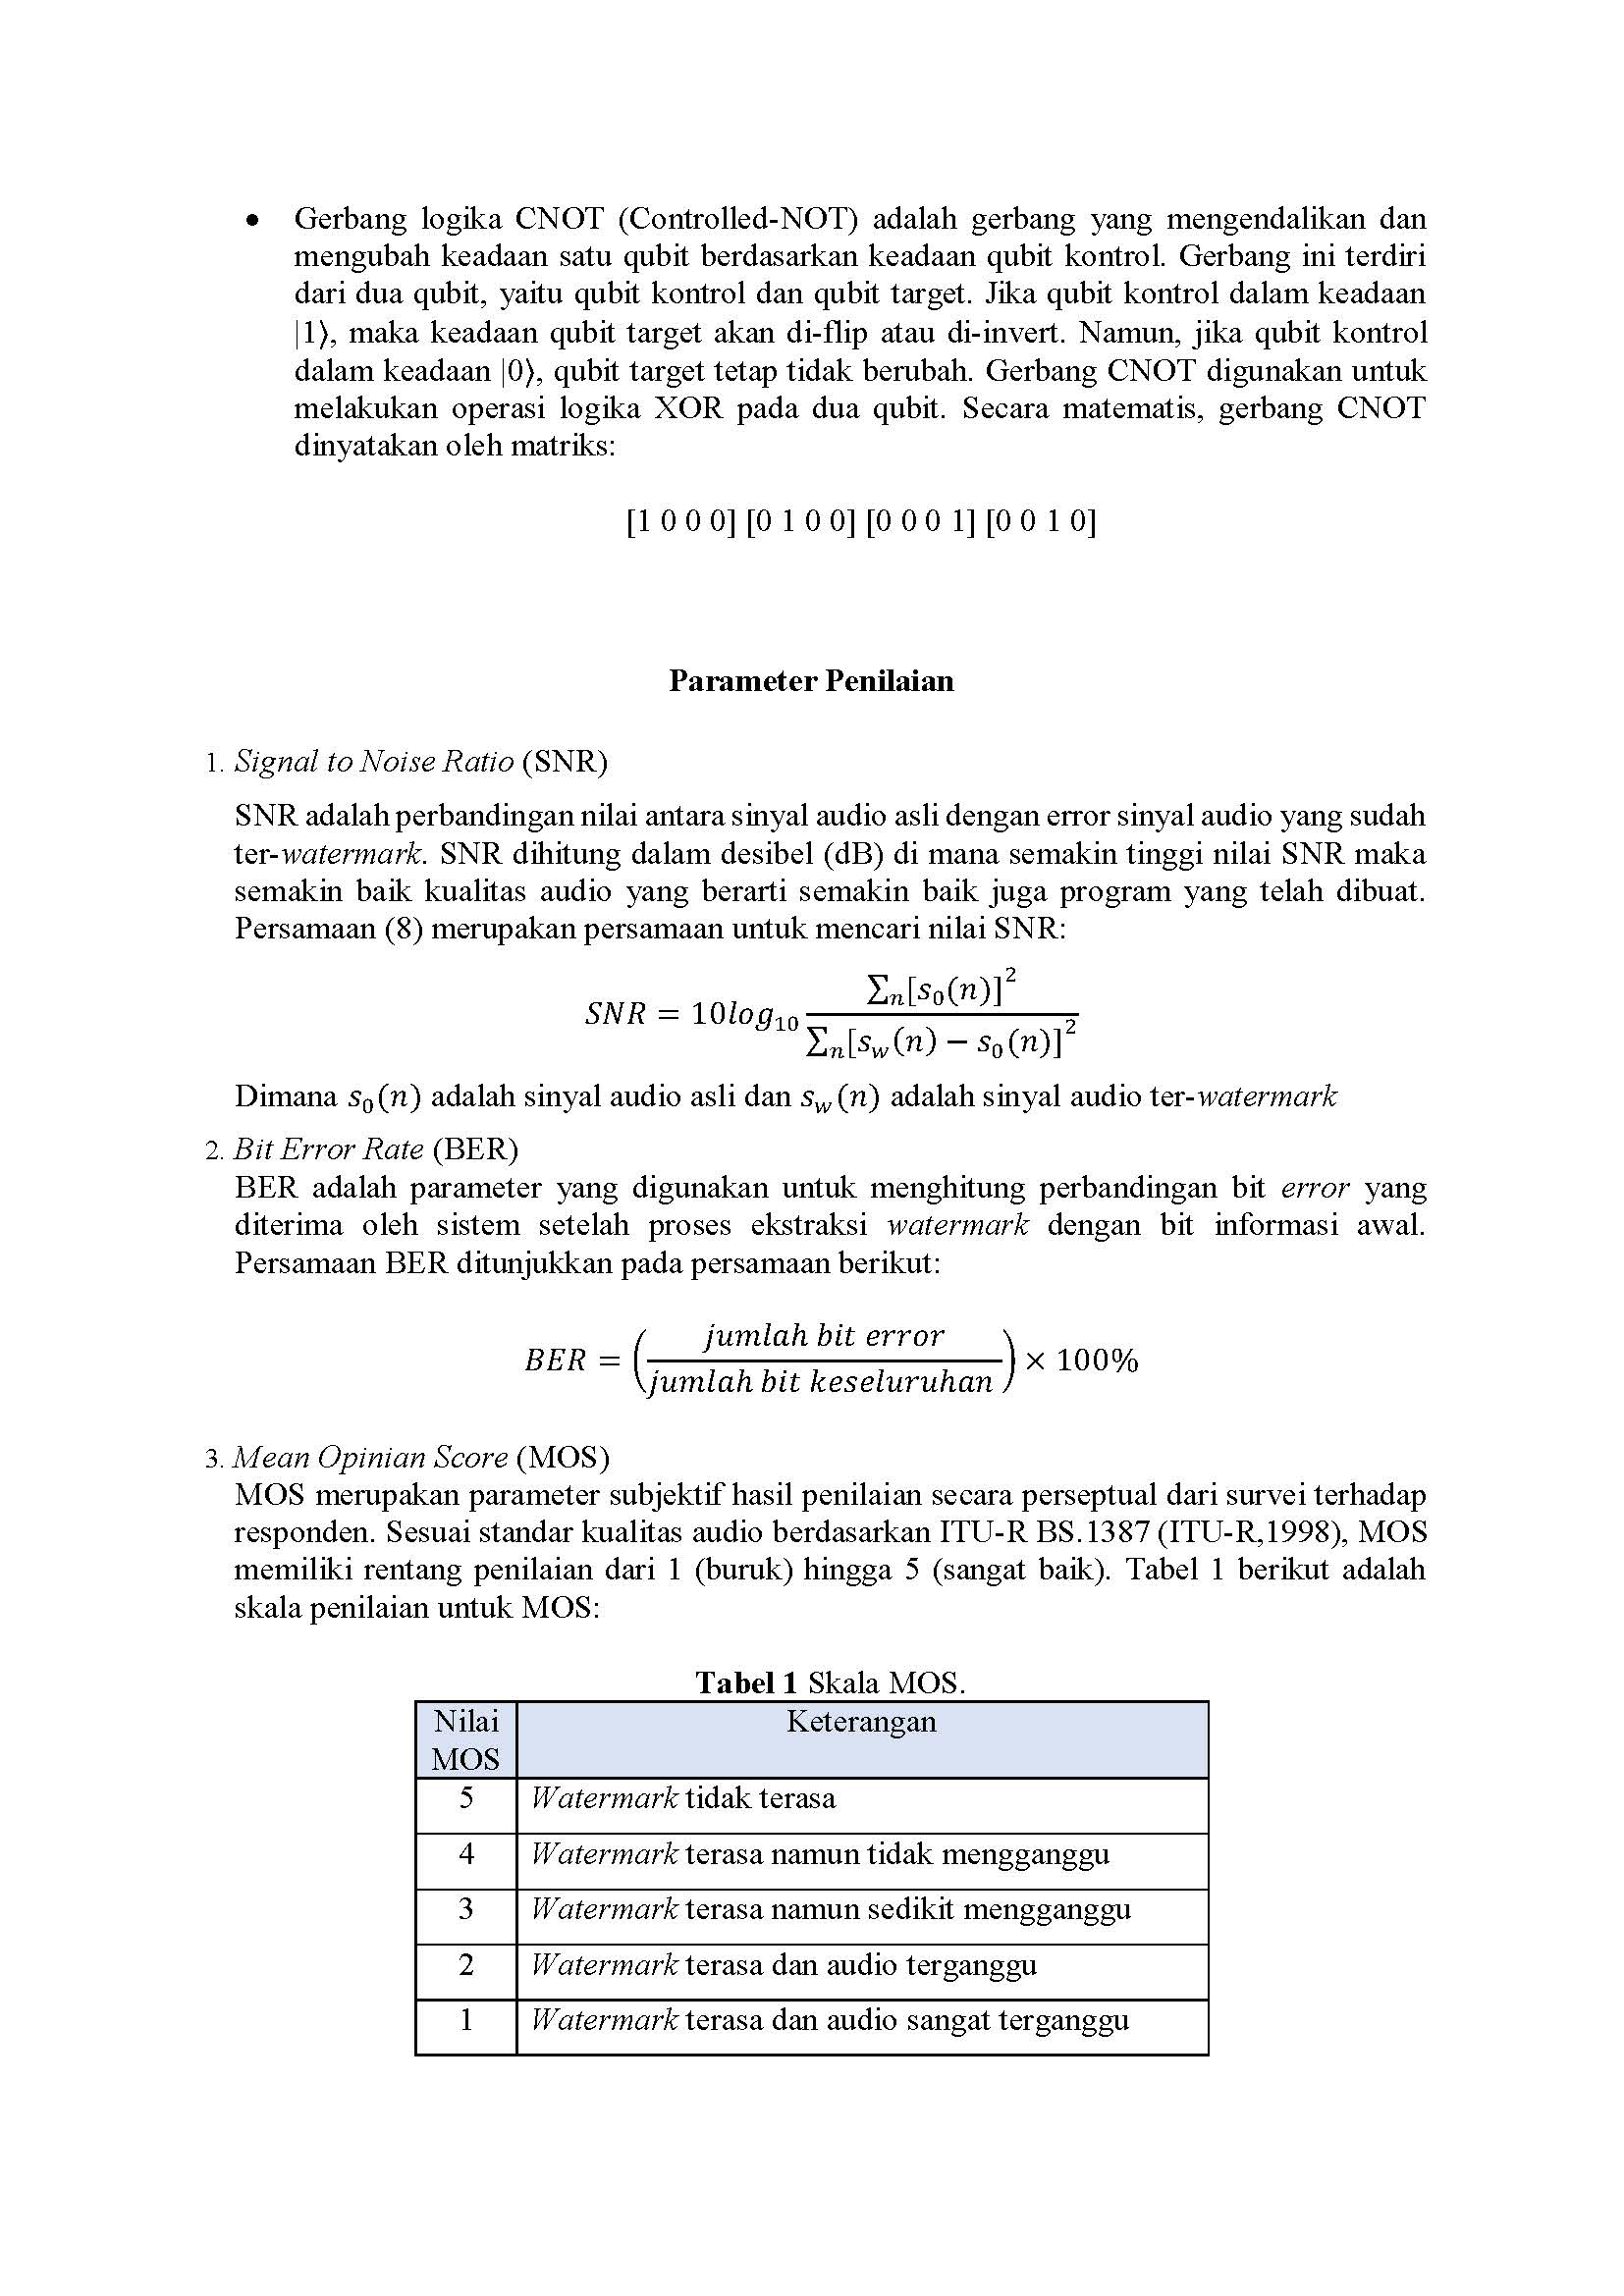 • Gerbang logika CNOT (Controlled-NOT) adalah gerbang yang mengendalikan dan
mengubah keadaan satu qubit berdasarkan keadaan qubit kontrol. Gerbang ini terdiri
dari dua qubit, yaitu qubit kontrol dan qubit target. Jika qubit kontrol dalam keadaan
|1⟩, maka keadaan qubit target akan di-flip atau di-invert. Namun, jika qubit kontrol
dalam keadaan |0⟩, qubit target tetap tidak berubah. Gerbang CNOT digunakan untuk
melakukan operasi logika XOR pada dua qubit. Secara matematis, gerbang CNOT
dinyatakan oleh matriks:
[1 0 0 0] [0 1 0 0] [0 0 0 1] [0 0 1 0]
Parameter Penilaian
1. Signal to Noise Ratio (SNR)
SNR adalah perbandingan nilai antara sinyal audio asli dengan error sinyal audio yang sudah
ter-watermark. SNR dihitung dalam desibel (dB) di mana semakin tinggi nilai SNR maka
semakin baik kualitas audio yang berarti semakin baik juga program yang telah dibuat.
Persamaan (8) merupakan persamaan untuk mencari nilai SNR:
SNR = 10log₁₀ ∑ₙ[s₀(n)]² / ∑ₙ[s_w(n) − s₀(n)]²
Dimana s₀(n) adalah sinyal audio asli dan s_w(n) adalah sinyal audio ter-watermark
2. Bit Error Rate (BER)
BER adalah parameter yang digunakan untuk menghitung perbandingan bit error yang
diterima oleh sistem setelah proses ekstraksi watermark dengan bit informasi awal.
Persamaan BER ditunjukkan pada persamaan berikut:
BER = (jumlah bit error / jumlah bit keseluruhan) × 100%
3. Mean Opinian Score (MOS)
MOS merupakan parameter subjektif hasil penilaian secara perseptual dari survei terhadap
responden. Sesuai standar kualitas audio berdasarkan ITU-R BS.1387 (ITU-R,1998), MOS
memiliki rentang penilaian dari 1 (buruk) hingga 5 (sangat baik). Tabel 1 berikut adalah
skala penilaian untuk MOS:
Tabel 1 Skala MOS.
Nilai MOS Keterangan
5 Watermark tidak terasa
4 Watermark terasa namun tidak mengganggu
3 Watermark terasa namun sedikit mengganggu
2 Watermark terasa dan audio terganggu
1 Watermark terasa dan audio sangat terganggu